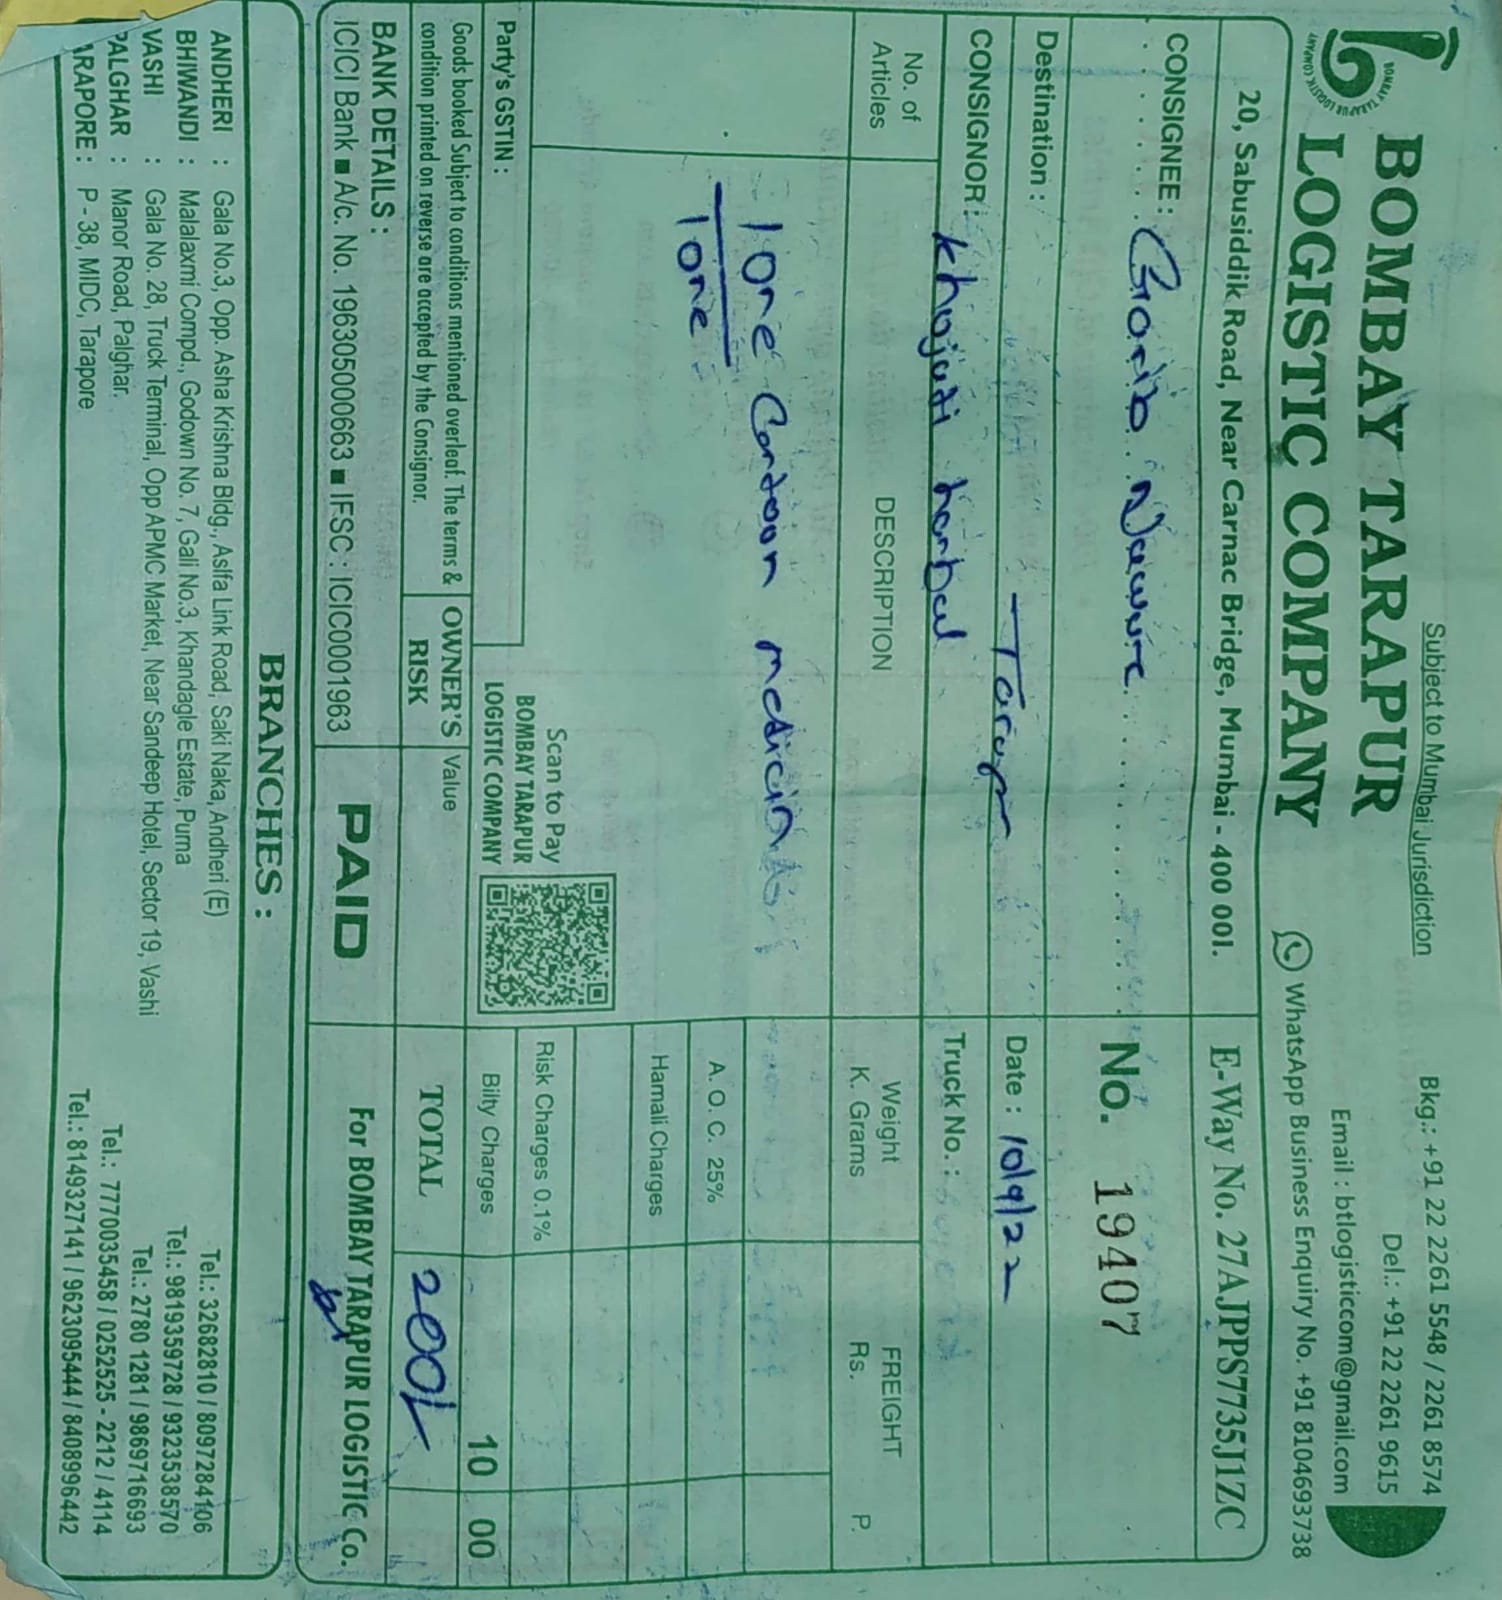 Subject to Mumbai Jurisdiction
BOMBAY TARAPUR
LOGISTIC COMPANY
BOMBAY TARAPUR LOGISTIK COMPANY
Bkg.: +91 22 2261 5548 / 2261 8574
Del.: +91 22 2261 9615
Email : btlogisticcom@gmail.com
WhatsApp Business Enquiry No. +91 8104693738
20, Sabusiddik Road, Near Carnac Bridge, Mumbai - 400 001.
E-Way No. 27AJPPS7735J1ZC
CONSIGNEE :
No. 19407
Destination :
Date : 10/9/22
CONSIGNOR : khojati harbal
Truck No. :
No. of Articles
DESCRIPTION
Weight K. Grams
FREIGHT Rs. P.
1 one Cartoon
1 one
A. O. C. 25%
Hamali Charges
Risk Charges 0.1%
Bilty Charges 10 00
TOTAL 200/-
Party's GSTIN :
Scan to Pay
BOMBAY TARAPUR
LOGISTIC COMPANY
Goods booked Subject to conditions mentioned overleaf. The terms &
condition printed on reverse are accepted by the Consignor.
OWNER'S RISK
Value
BANK DETAILS :
ICICI Bank ■ A/c. No. 196305000663 ■ IFSC : ICIC0001963
PAID
For BOMBAY TARAPUR LOGISTIC Co.
BRANCHES :
ANDHERI : Gala No.3, Opp. Asha Krishna Bldg., Aslfa Link Road, Saki Naka, Andheri (E) Tel.: 32682810 / 8097284106
BHIWANDI : Malalaxmi Compd., Godown No. 7, Gali No.3, Khandagle Estate, Purna Tel.: 9819359728 / 9323538570
VASHI : Gala No. 28, Truck Terminal, Opp APMC Market, Near Sandeep Hotel, Sector 19, Vashi Tel.: 2780 1281 / 9869716693
PALGHAR : Manor Road, Palghar. Tel.: 7770035458 / 0252525 - 2212 / 4114
ARAPORE : P - 38, MIDC, Tarapore Tel.: 8149327141 / 9623095444 / 8408996442